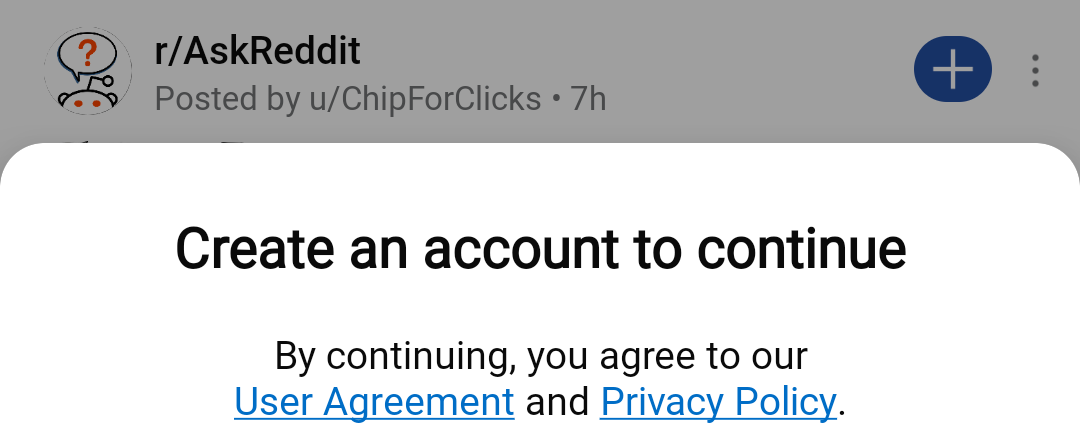 r/AskReddit
Posted by u/ChipForClicks • 7h
Create an account to continue
By continuing, you agree to our
User Agreement and Privacy Policy.